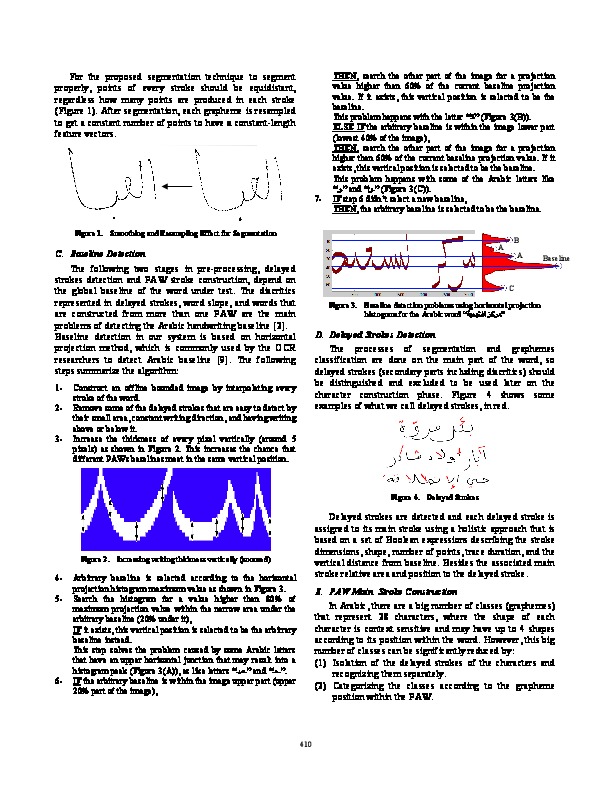 For the proposed segmentation technique to segment
properly, points of every stroke should be equidistant,
regardless how many points are produced in each stroke
(Figure 1). After segmentation, each grapheme is resampled
to get a constant number of points to have a constant-length
feature vectors.
Figure 1. Smoothing and Resampling Effect for Segmentation
C. Baseline Detection
The following two stages in pre-processing, delayed
strokes detection and PAW stroke construction, depend on
the global baseline of the word under test. The diacritics
represented in delayed strokes, word slope, and words that
are constructed from more than one PAW are the main
problems of detecting the Arabic handwriting baseline [2].
Baseline detection in our system is based on horizontal
projection method, which is commonly used by the OCR
researchers to detect Arabic baseline [9]. The following
steps summarize the algorithm:
1- Construct an offline bounded image by interpolating every
stroke of the word.
2- Remove some of the delayed strokes that are easy to detect by
their small area, constant writing direction, and having writing
above or below it.
3- Increase the thickness of every pixel vertically (around 5
pixels) as shown in Figure 2. This increases the chance that
different PAWs baselines meet in the same vertical position.
Figure 2. Increasing writing thickness vertically (zoomed)
4- Arbitrary baseline is selected according to the horizontal
projection histogram maximum value as shown in Figure 3.
5- Search the histogram for a value higher than 80% of
maximum projection value within the narrow area under the
arbitrary baseline (20% under it),
IF it exists, this vertical position is selected to be the arbitrary
baseline instead.
This step solves the problem caused by some Arabic letters
that have an upper horizontal junction that may result into a
histogram peak (Figure 3(A)), as like letters
6- IF the arbitrary baseline is within the image upper part (upper
20% part of the image),
THEN, search the other part of the image for a projection
value higher than 60% of the current baseline projection
value. If it exists, this vertical position is selected to be the
baseline.
This problem happens with the letter (Figure 3(B)).
ELSE IF the arbitrary baseline is within the image lower part
(lowest 40% of the image),
THEN, search the other part of the image for a projection
higher than 60% of the current baseline projection value. If it
exists, this vertical position is selected to be the baseline.
This problem happens with some of the Arabic letters like
and (Figure 3(C)).
7- IF step 6 didn't select a new baseline,
THEN, the arbitrary baseline is selected to be the baseline.
B
A
A
Baseline
C
Figure 3. Baseline detection problems using horizontal projection
histogram for the Arabic word
D. Delayed Strokes Detection
The processes of segmentation and graphemes
classification are done on the main part of the word, so
delayed strokes (secondary parts including diacritics) should
be distinguished and excluded to be used later on the
character construction phase. Figure 4 shows some
examples of what we call delayed strokes, in red.
Figure 4. Delayed Strokes
Delayed strokes are detected and each delayed stroke is
assigned to its main stroke using a holistic approach that is
based on a set of Boolean expressions describing the stroke
dimensions, shape, number of points, trace duration, and the
vertical distance from baseline. Besides the associated main
stroke relative area and position to the delayed stroke.
E. PAW Main Stroke Construction
In Arabic, there are a big number of classes (graphemes)
that represent 28 characters, where the shape of each
character is context sensitive and may have up to 4 shapes
according to its position within the word. However, this big
number of classes can be significantly reduced by:
(1) Isolation of the delayed strokes of the characters and
recognizing them separately.
(2) Categorizing the classes according to the grapheme
position within the PAW.
410